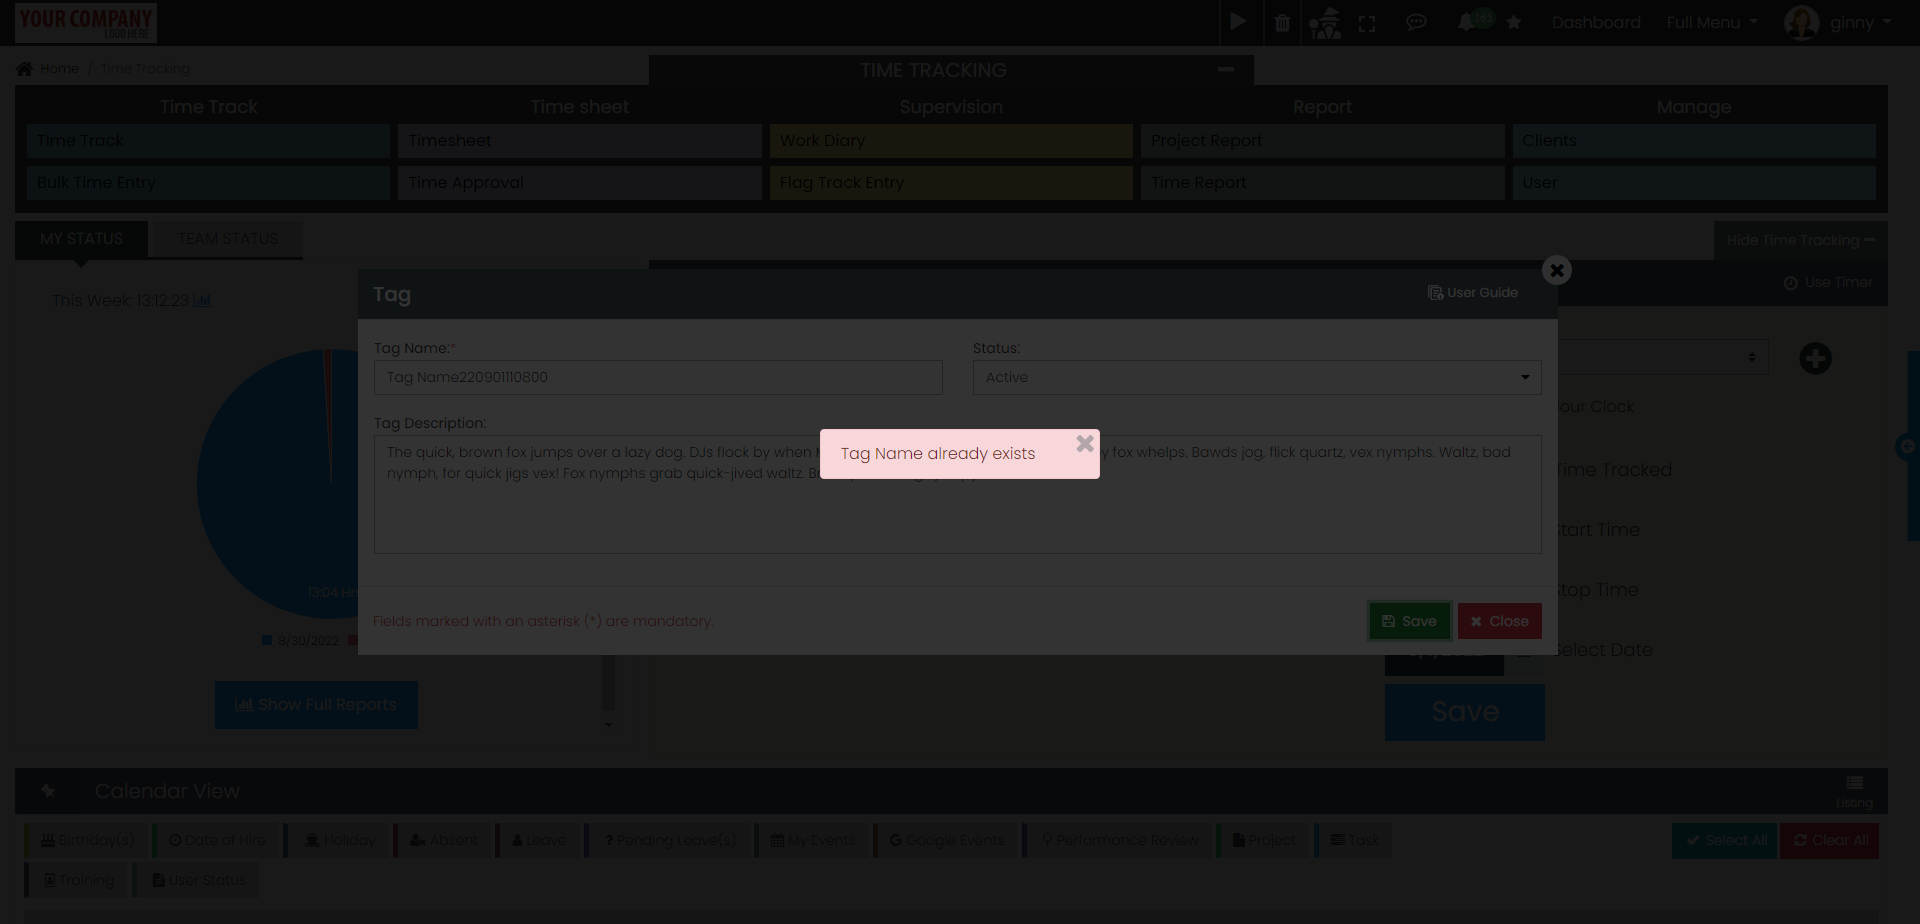 YOUR COMPANY
LOGO HERE
165
Dashboard
Full Menu
ginny
Home / Time Tracking
TIME TRACKING
Time Track
Time sheet
Supervision
Report
Manage
Time Track
Timesheet
Work Diary
Project Report
Clients
Bulk Time Entry
Time Approval
Flag Track Entry
Time Report
User
MY STATUS
TEAM STATUS
Hide Time Tracking
This Week: 13:12:23
Use Timer
Tag
User Guide
Tag Name:*
Status:
Tag Name220901110800
Active
our Clock
Tag Description:
The quick, brown fox jumps over a lazy dog. DJs flock by when
y fox whelps. Bawds jog, flick quartz, vex nymphs. Waltz, bad
nymph, for quick jigs vex! Fox nymphs grab quick-jived waltz.
Tag Name already exists
Time Tracked
Start Time
Stop Time
13:04 Hr
Fields marked with an asterisk (*) are mandatory.
Save
Close
8/30/2022
Select Date
Show Full Reports
Save
Calendar View
Listing
Birthday(s)
Date of Hire
Holiday
Absent
Leave
Pending Leave(s)
My Events
Google Events
Performance Review
Project
Task
Select All
Clear All
Training
User Status